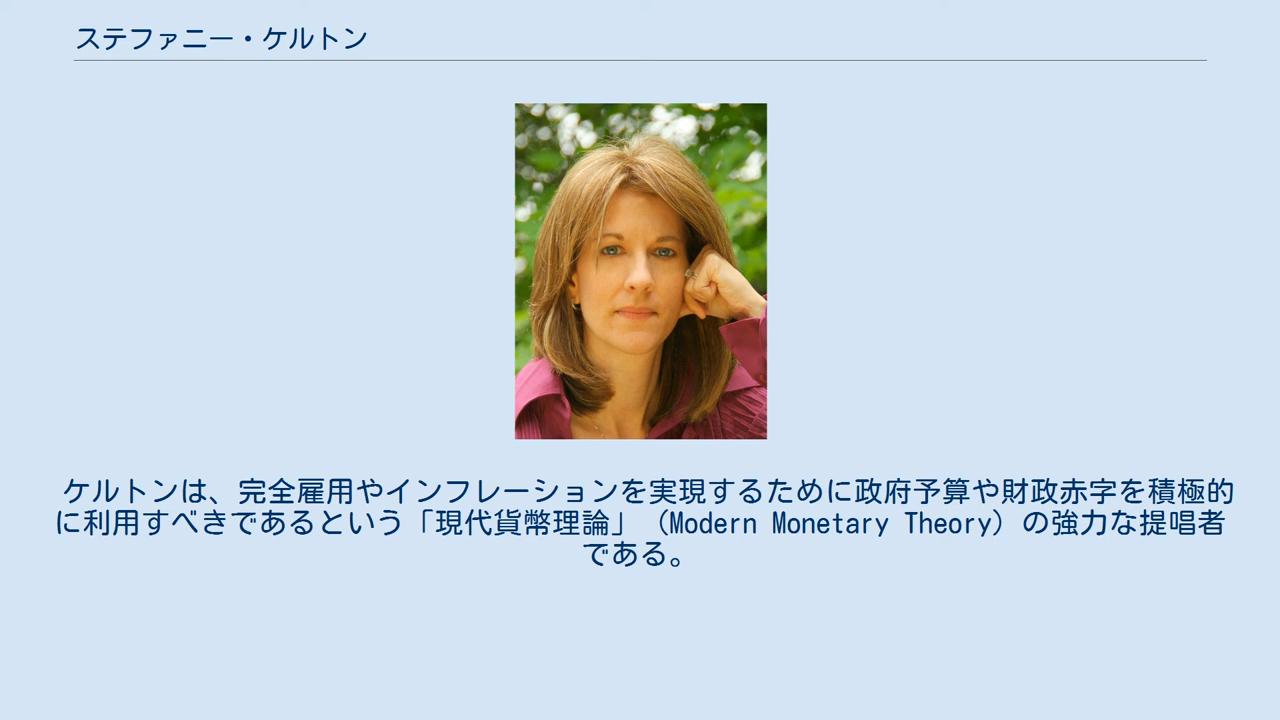 ステファニー・ケルトン
ケルトンは、完全雇用やインフレーションを実現するために政府予算や財政赤字を積極的
に利用すべきであるという「現代貨幣理論」（Modern Monetary Theory）の強力な提唱者
である。